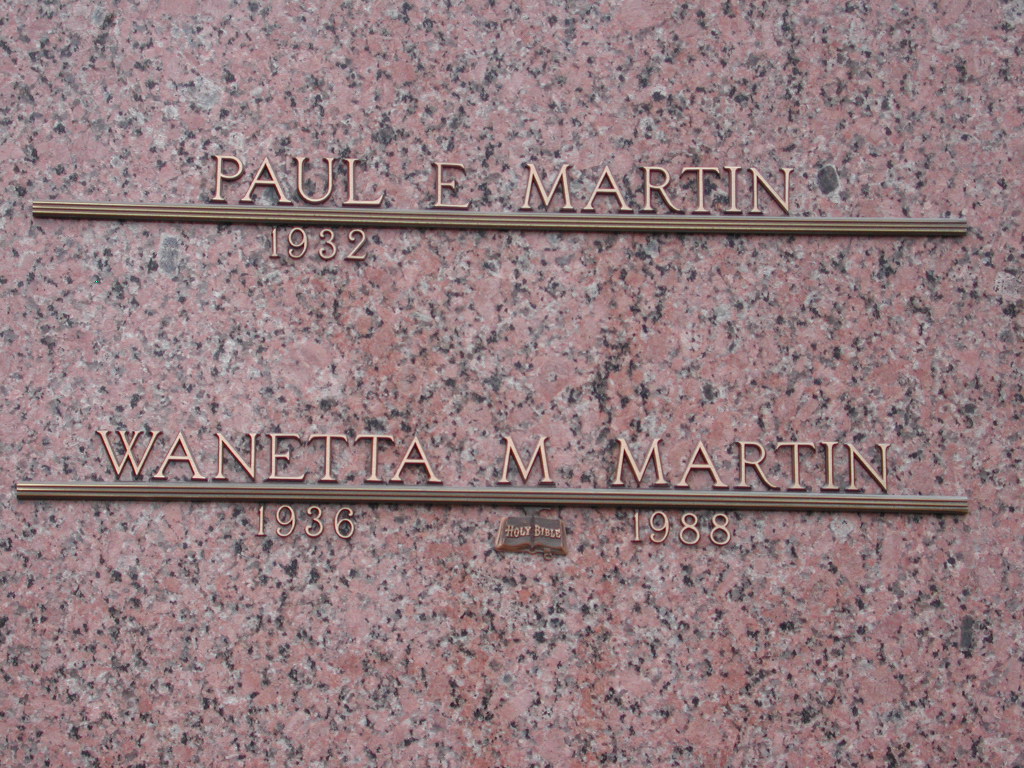 PAUL E MARTIN
1932
WANETTA M MARTIN
1936 HOLY BIBLE 1988